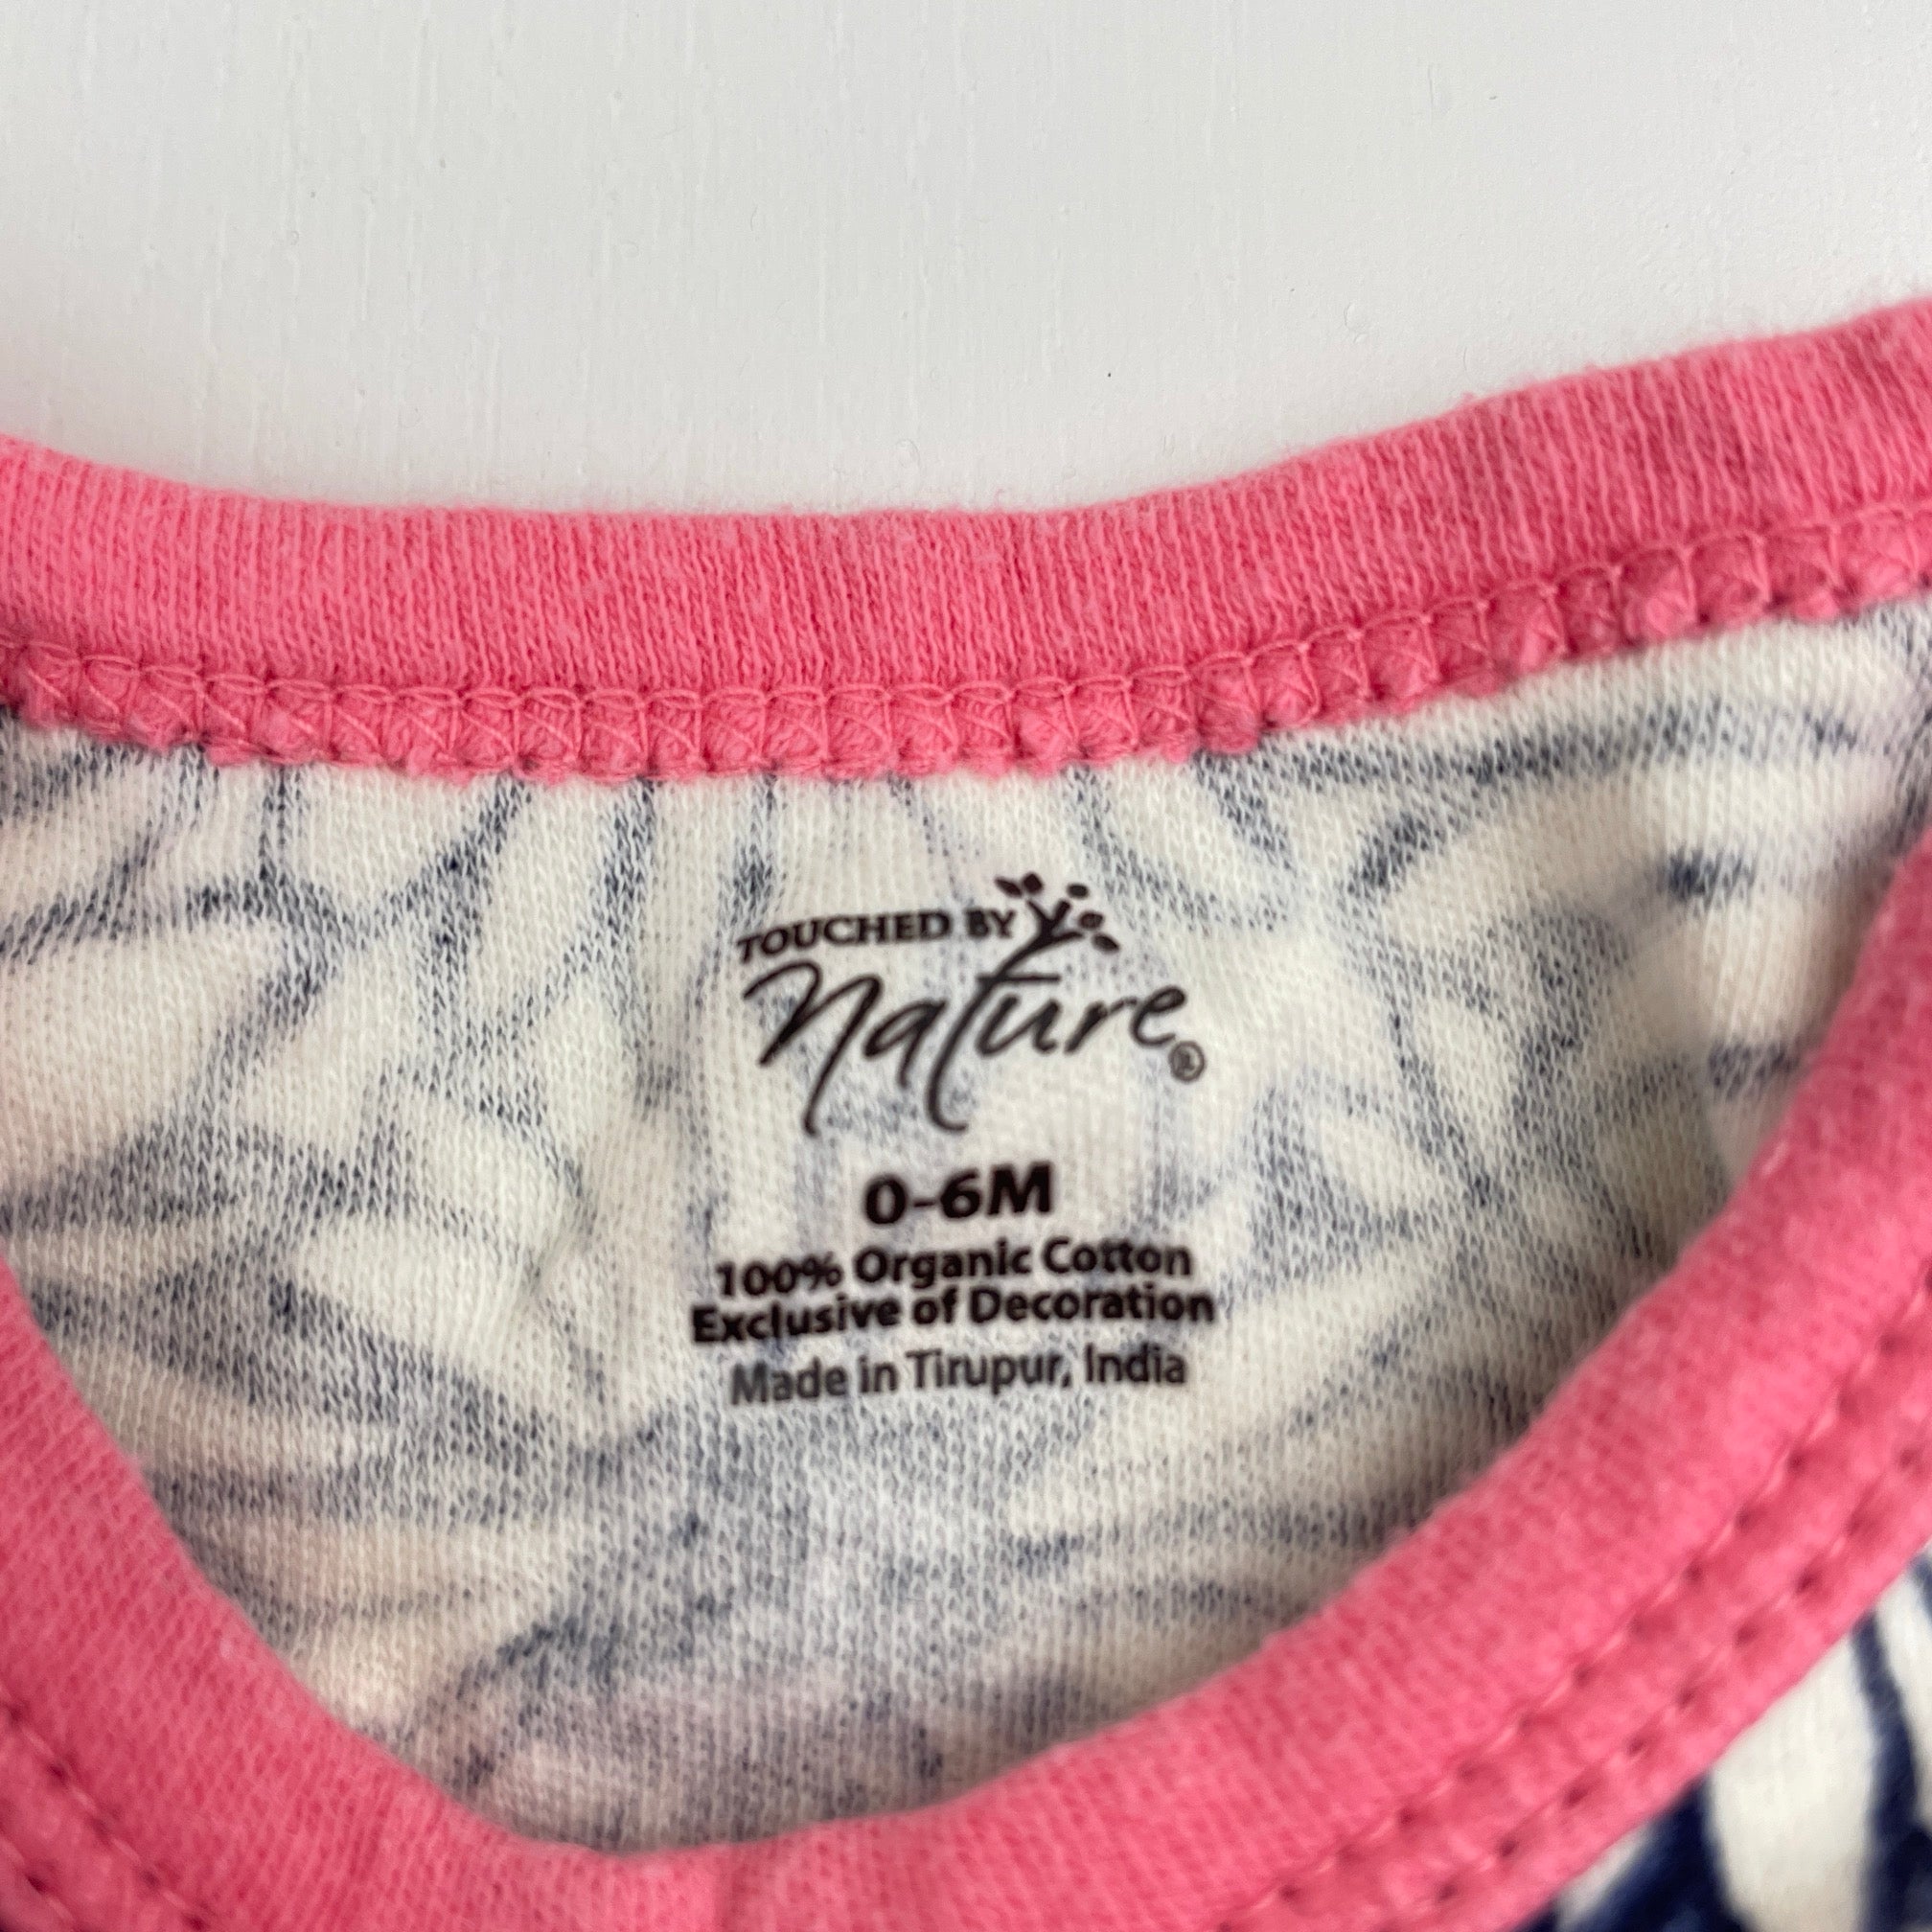 TOUCHED BY
nature®
0-6M
100% Organic Cotton
Exclusive of Decoration
Made in Tirupur, India